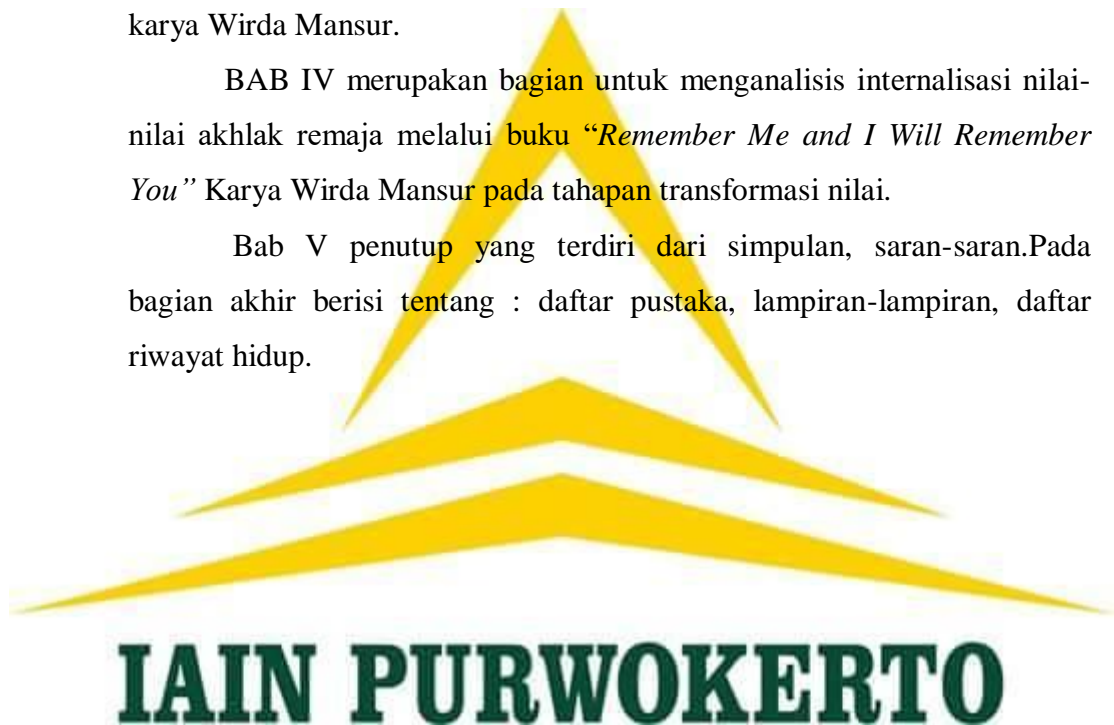 karya Wirda Mansur.
BAB IV merupakan bagian untuk menganalisis internalisasi nilai-
nilai akhlak remaja melalui buku “Remember Me and I Will Remember
You” Karya Wirda Mansur pada tahapan transformasi nilai.
Bab V penutup yang terdiri dari simpulan, saran-saran.Pada
bagian akhir berisi tentang : daftar pustaka, lampiran-lampiran, daftar
riwayat hidup.
IAIN PURWOKERTO